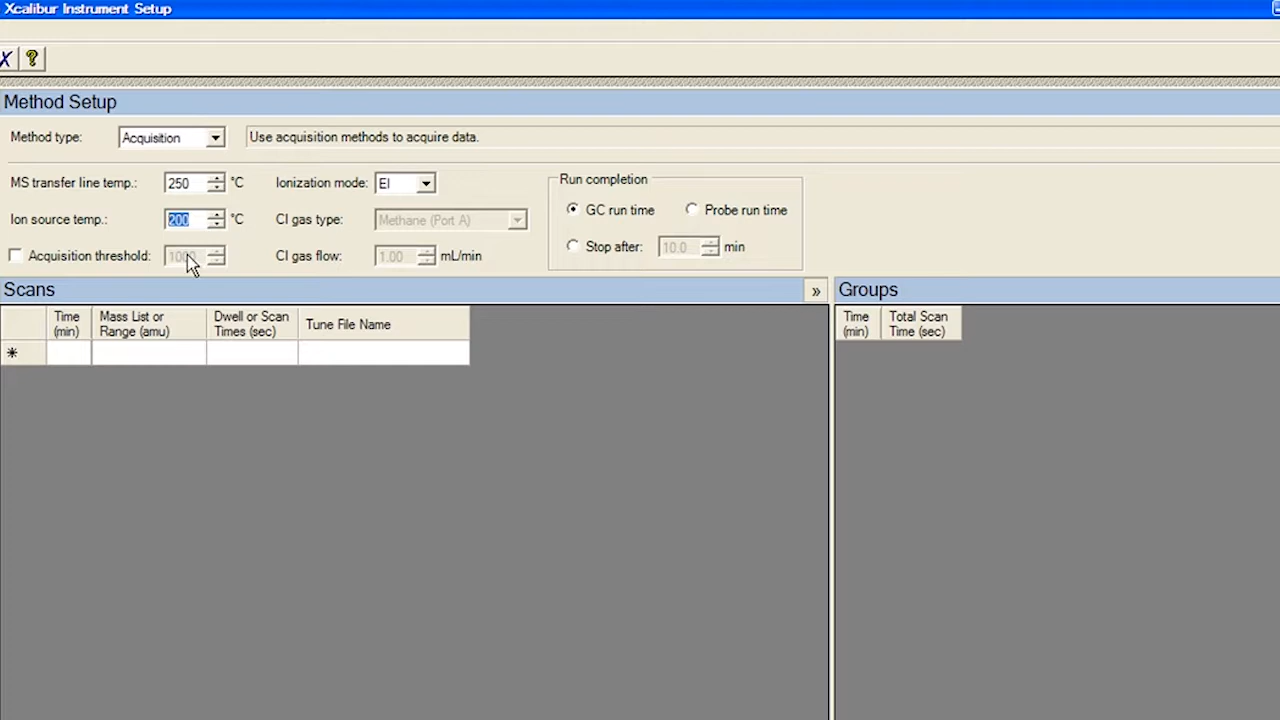 Xcalibur Instrument Setup
Method Setup
Method type: Acquisition Use acquisition methods to acquire data.
MS transfer line temp.: 250 °C Ionization mode: EI Run completion
Ion source temp.: 200 °C CI gas type: Methane (Port A) GC run time Probe run time
Acquisition threshold: 1000 CI gas flow: 1.00 mL/min Stop after: 10.0 min
Scans » Groups
Time (min) Mass List or Range (amu) Dwell or Scan Times (sec) Tune File Name Time (min) Total Scan Time (sec)